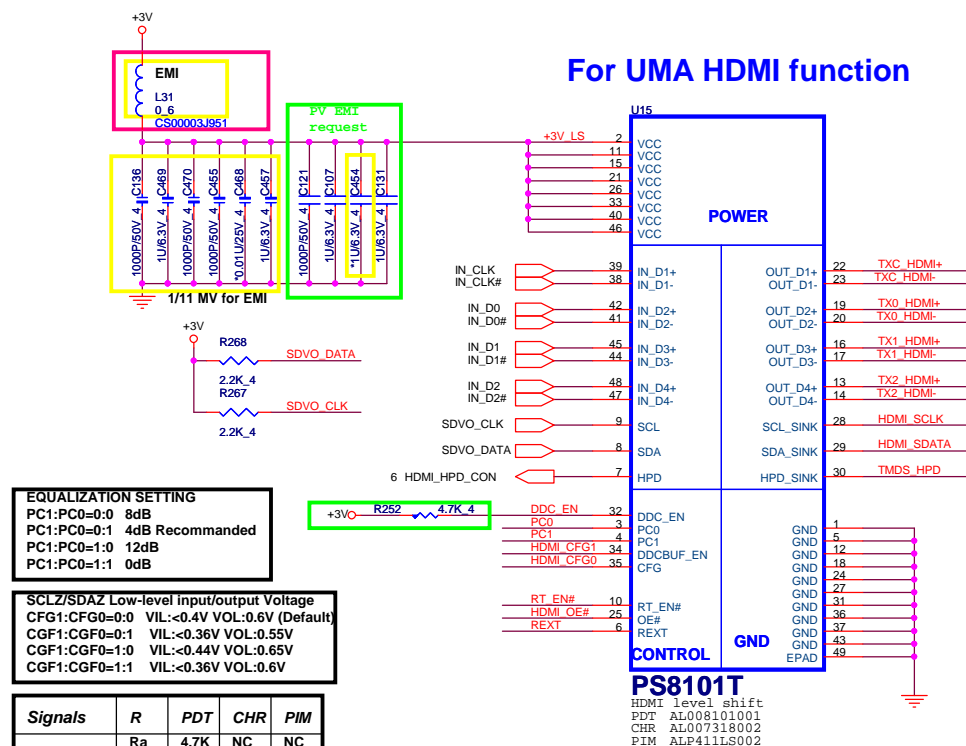 +3V
EMI
L31
0_6
CS00003J951
PV EMI
request
For UMA HDMI function
C136
1000P/50V_4
C469
1U/6.3V_4
C470
1000P/50V_4
C455
1000P/50V_4
C468
*0.01U/25V_4
C457
1U/6.3V_4
C121
1000P/50V_4
C107
1U/6.3V_4
C454
*1U/6.3V_4
C131
1U/6.3V_4
1/11 MV for EMI
+3V
R268
SDVO_DATA
2.2K_4
R267
SDVO_CLK
2.2K_4
U15
+3V_LS
2 VCC
11 VCC
15 VCC
21 VCC
26 VCC
33 VCC
40 VCC
46 VCC
POWER
IN_CLK 39 IN_D1+ OUT_D1+ 22 TXC_HDMI+
IN_CLK# 38 IN_D1- OUT_D1- 23 TXC_HDMI-
IN_D0 42 IN_D2+ OUT_D2+ 19 TX0_HDMI+
IN_D0# 41 IN_D2- OUT_D2- 20 TX0_HDMI-
IN_D1 45 IN_D3+ OUT_D3+ 16 TX1_HDMI+
IN_D1# 44 IN_D3- OUT_D3- 17 TX1_HDMI-
IN_D2 48 IN_D4+ OUT_D4+ 13 TX2_HDMI+
IN_D2# 47 IN_D4- OUT_D4- 14 TX2_HDMI-
SDVO_CLK 9 SCL SCL_SINK 28 HDMI_SCLK
SDVO_DATA 8 SDA SDA_SINK 29 HDMI_SDATA
6 HDMI_HPD_CON 7 HPD HPD_SINK 30 TMDS_HPD
+3V R252 4.7K_4 DDC_EN 32 DDC_EN
PC0 3 PC0
PC1 4 PC1
HDMI_CFG1 34 DDCBUF_EN
HDMI_CFG0 35 CFG
RT_EN# 10 RT_EN#
HDMI_OE# 25 OE#
REXT 6 REXT
GND 1
GND 5
GND 12
GND 18
GND 24
GND 27
GND 31
GND 36
GND 37
GND 43
EPAD 49
CONTROL
GND
PS8101T
HDMI level shift
PDT AL008101001
CHR AL007318002
PIM ALP411LS002
EQUALIZATION SETTING
PC1:PC0=0:0 8dB
PC1:PC0=0:1 4dB Recommanded
PC1:PC0=1:0 12dB
PC1:PC0=1:1 0dB
SCLZ/SDAZ Low-level input/output Voltage
CFG1:CFG0=0:0 VIL:<0.4V VOL:0.6V (Default)
CGF1:CGF0=0:1 VIL:<0.36V VOL:0.55V
CGF1:CGF0=1:0 VIL:<0.44V VOL:0.65V
CGF1:CGF0=1:1 VIL:<0.36V VOL:0.6V
Signals R PDT CHR PIM
Ra 4.7K NC NC